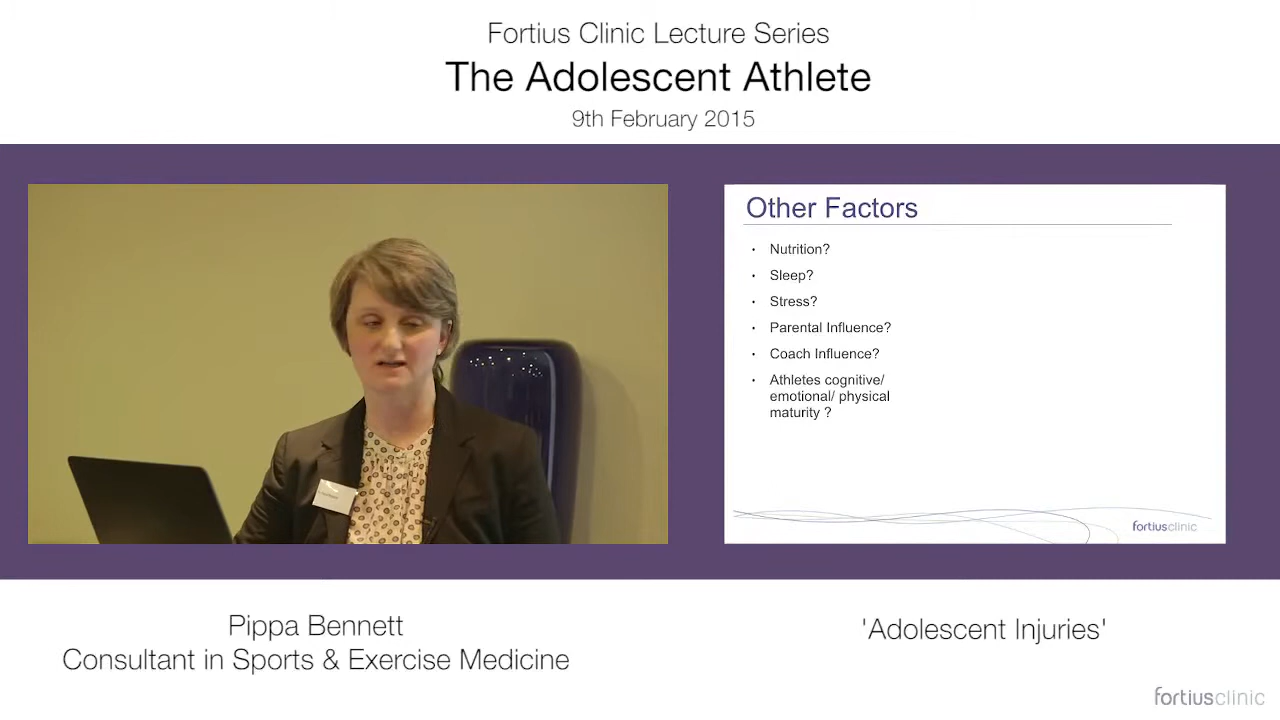 Fortius Clinic Lecture Series
The Adolescent Athlete
9th February 2015
Other Factors
• Nutrition?
• Sleep?
• Stress?
• Parental Influence?
• Coach Influence?
• Athletes cognitive/
emotional/ physical
maturity ?
fortiusclinic
Pippa Bennett
Consultant in Sports & Exercise Medicine
'Adolescent Injuries'
fortiusclinic